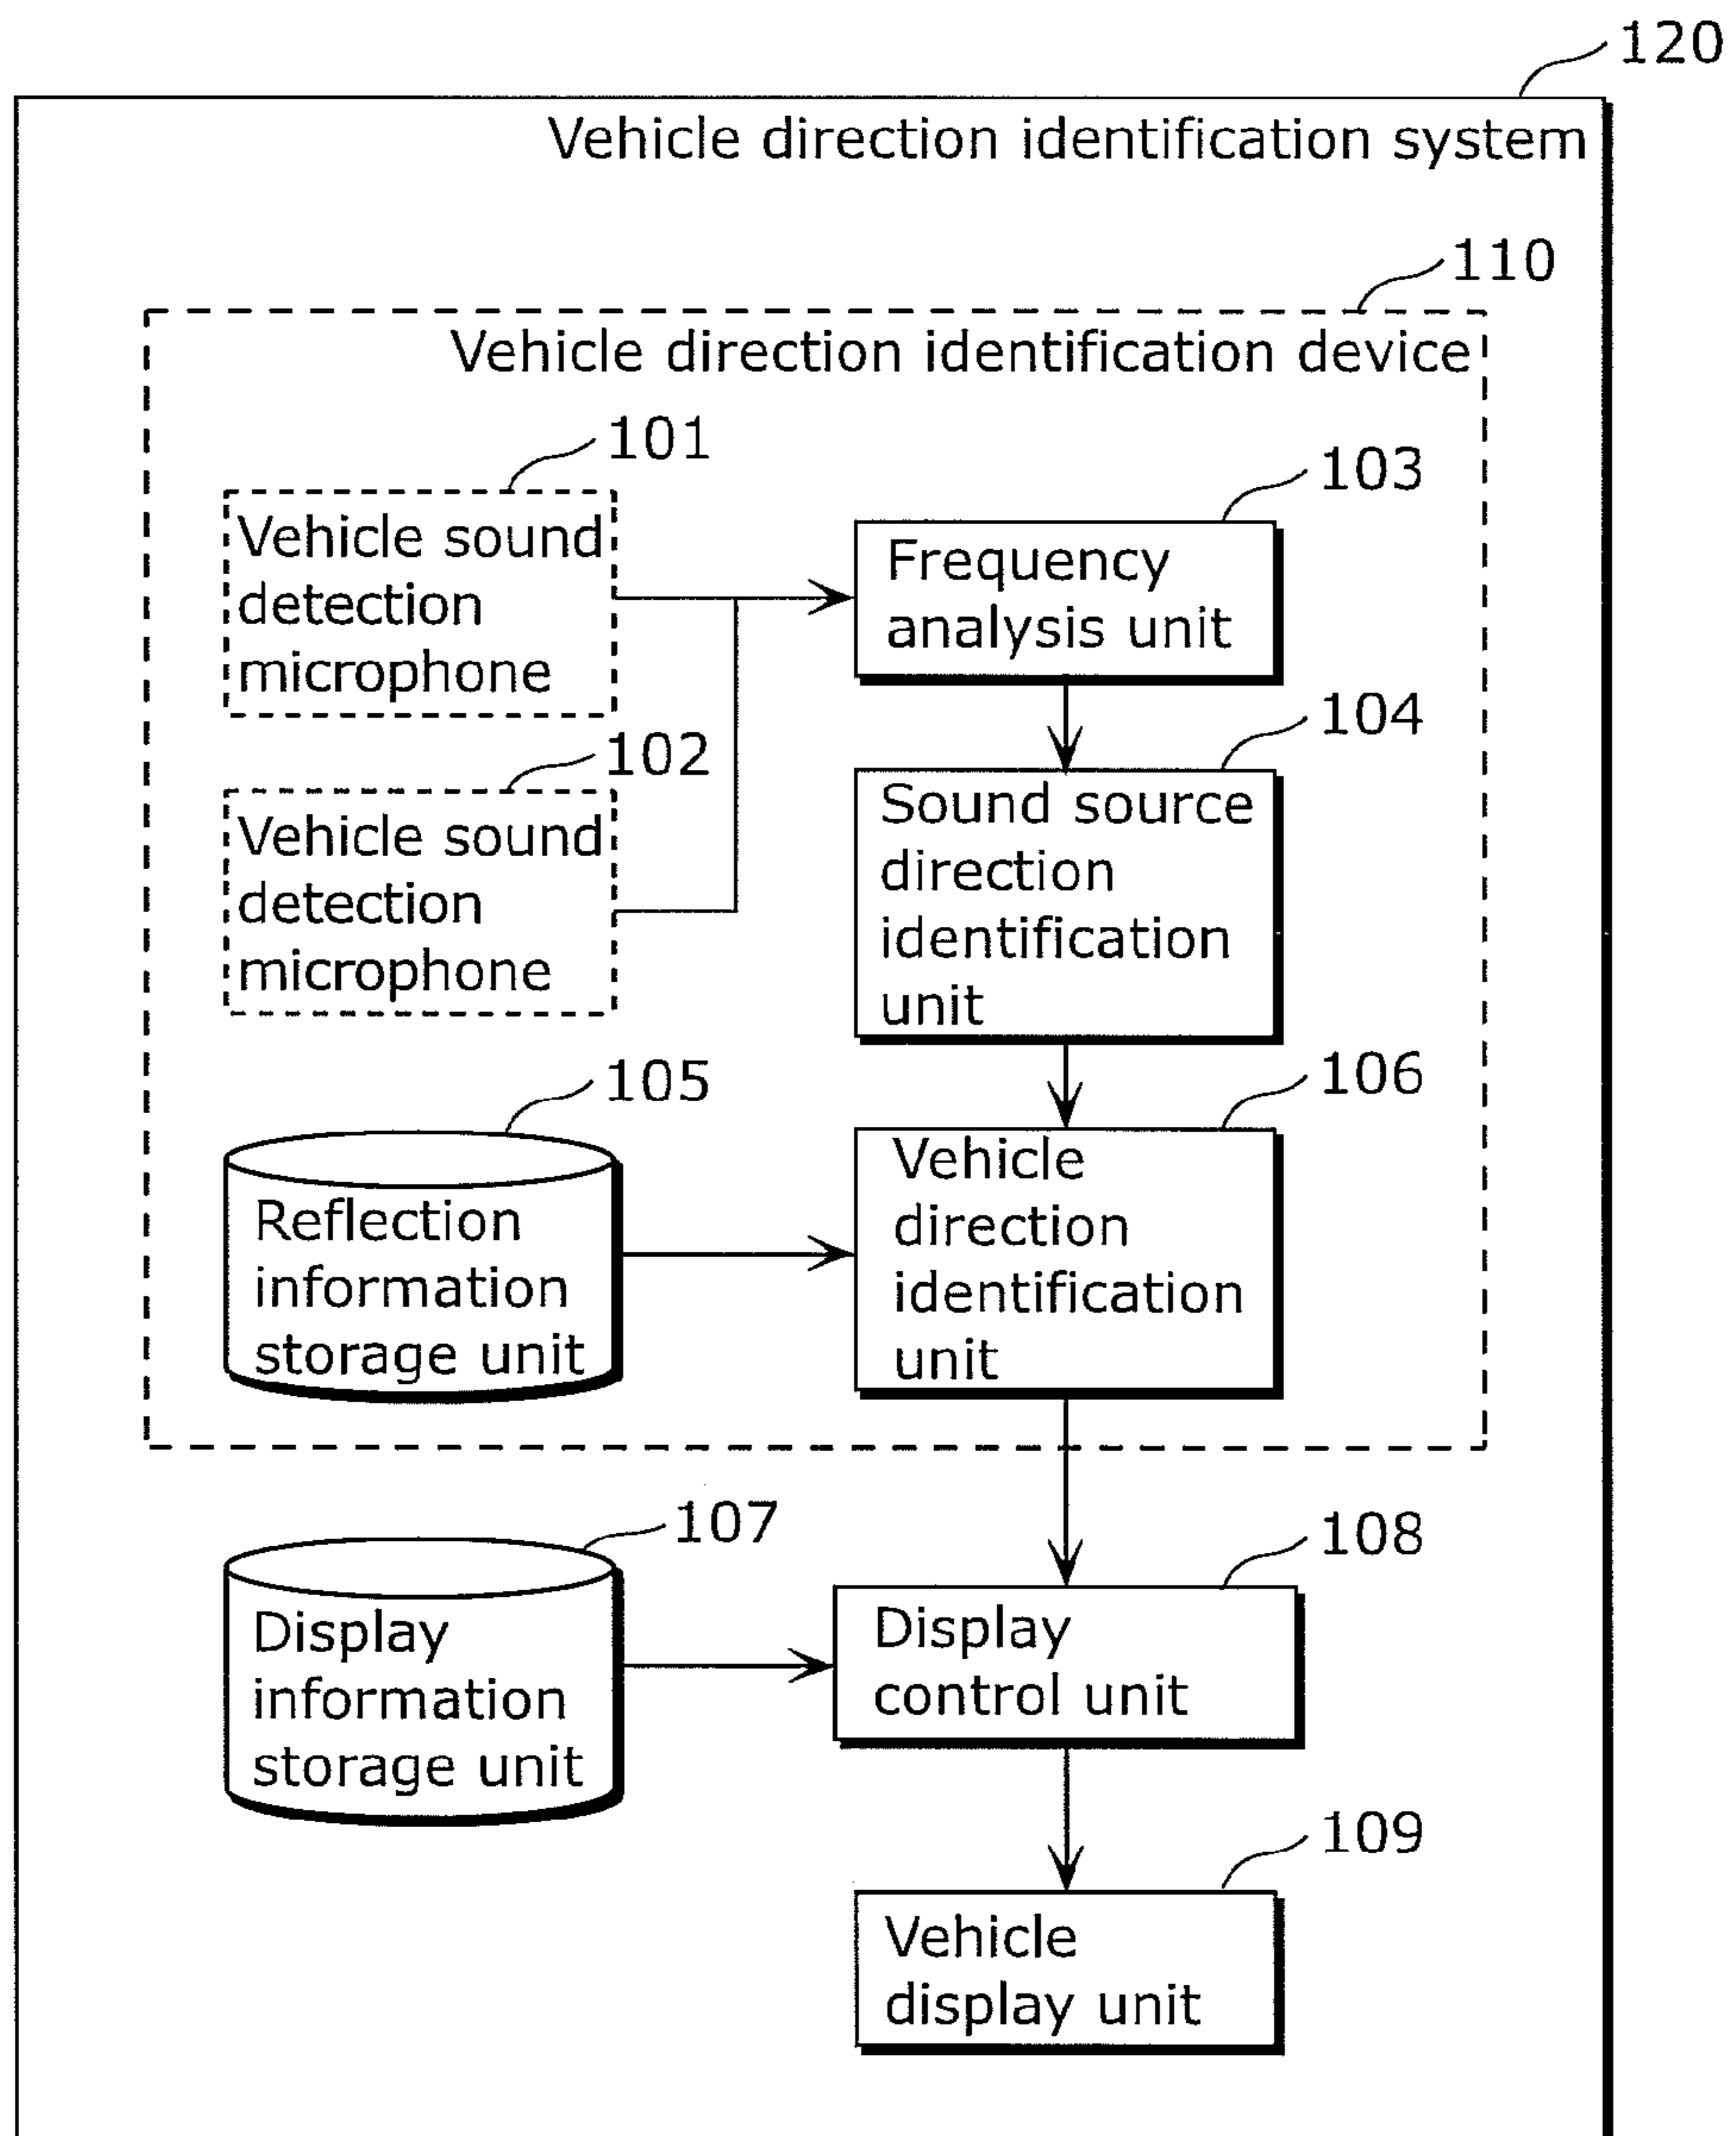 120
Vehicle direction identification system
110
Vehicle direction identification device
101
Vehicle sound
detection
microphone
103
Frequency
analysis unit
102
Vehicle sound
detection
microphone
104
Sound source
direction
identification
unit
105
Reflection
information
storage unit
106
Vehicle
direction
identification
unit
107
Display
information
storage unit
108
Display
control unit
109
Vehicle
display unit